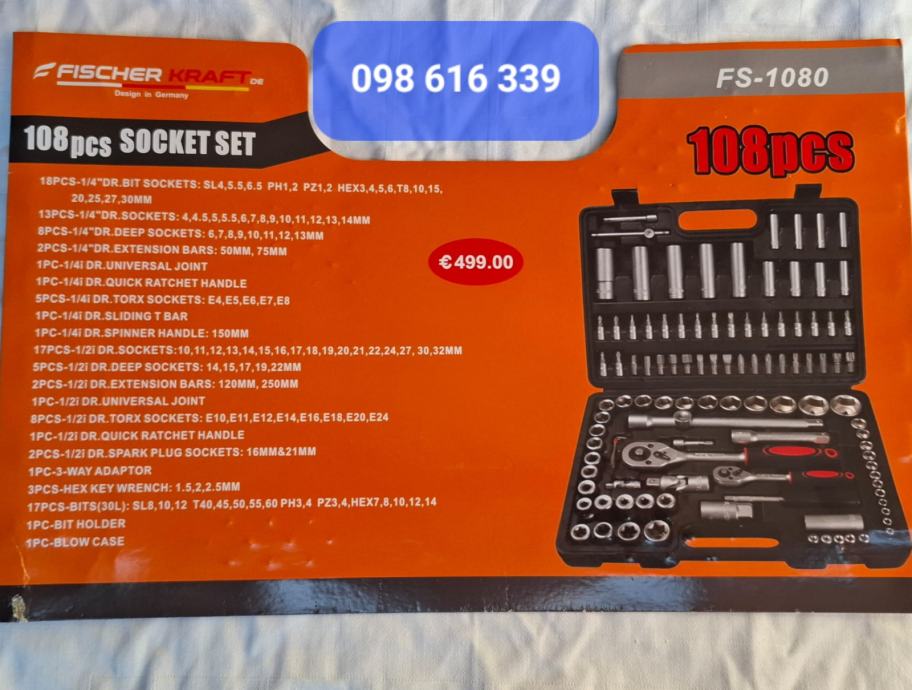 FISCHER KRAFT DE
Design in Germany
098 616 339
FS-1080
108pcs SOCKET SET
108pcs
18PCS-1/4"DR.BIT SOCKETS: SL4,5.5,6.5 PH1,2 PZ1,2 HEX3,4,5,6,T8,10,15,
20,25,27,30MM
13PCS-1/4"DR.SOCKETS: 4,4.5,5,5.5,6,7,8,9,10,11,12,13,14MM
8PCS-1/4"DR.DEEP SOCKETS: 6,7,8,9,10,11,12,13MM
2PCS-1/4"DR.EXTENSION BARS: 50MM, 75MM
1PC-1/4i DR.UNIVERSAL JOINT
1PC-1/4i DR.QUICK RATCHET HANDLE
5PCS-1/4i DR.TORX SOCKETS: E4,E5,E6,E7,E8
1PC-1/4i DR.SLIDING T BAR
1PC-1/4i DR.SPINNER HANDLE: 150MM
17PCS-1/2i DR.SOCKETS:10,11,12,13,14,15,16,17,18,19,20,21,22,24,27, 30,32MM
5PCS-1/2i DR.DEEP SOCKETS: 14,15,17,19,22MM
2PCS-1/2i DR.EXTENSION BARS: 120MM, 250MM
1PC-1/2i DR.UNIVERSAL JOINT
8PCS-1/2i DR.TORX SOCKETS: E10,E11,E12,E14,E16,E18,E20,E24
1PC-1/2i DR.QUICK RATCHET HANDLE
2PCS-1/2i DR.SPARK PLUG SOCKETS: 16MM&21MM
1PC-3-WAY ADAPTOR
3PCS-HEX KEY WRENCH: 1.5,2,2.5MM
17PCS-BITS(30L): SL8,10,12 T40,45,50,55,60 PH3,4 PZ3,4,HEX7,8,10,12,14
1PC-BIT HOLDER
1PC-BLOW CASE
€499.00